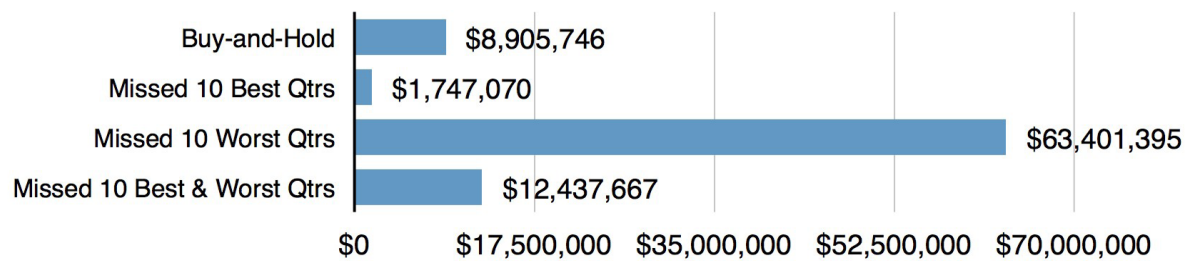 Buy-and-Hold $8,905,746
Missed 10 Best Qtrs $1,747,070
Missed 10 Worst Qtrs $63,401,395
Missed 10 Best & Worst Qtrs $12,437,667
$0 $17,500,000 $35,000,000 $52,500,000 $70,000,000